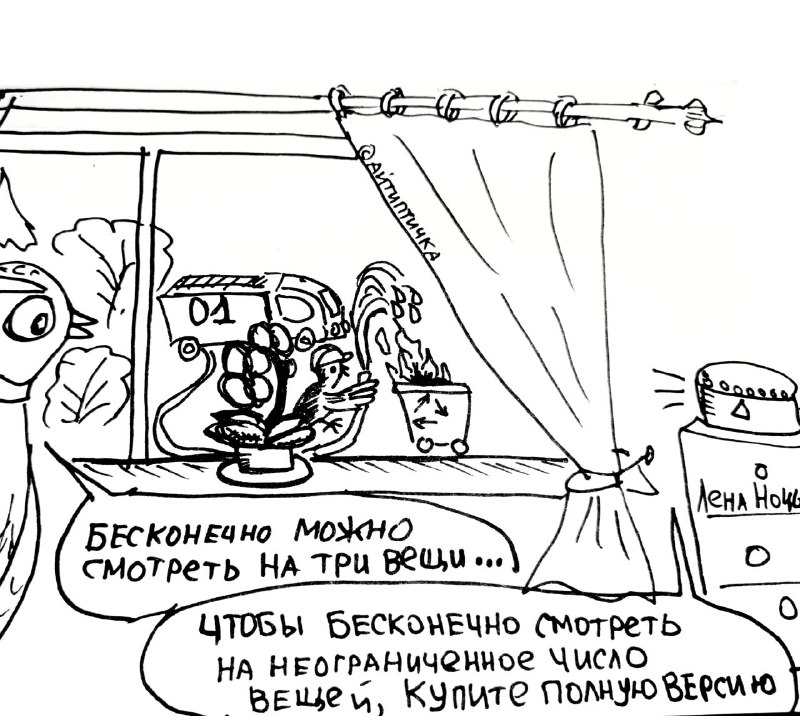 ©АЙТИПТИЧКА
01
ЛЕНА НОЧЬ
БЕСКОНЕЧНО МОЖНО
СМОТРЕТЬ НА ТРИ ВЕЩИ...
ЧТОБЫ БЕСКОНЕЧНО СМОТРЕТЬ
НА НЕОГРАНИЧЕННОЕ ЧИСЛО
ВЕЩЕЙ, КУПИТЕ ПОЛНУЮ ВЕРСИЮ